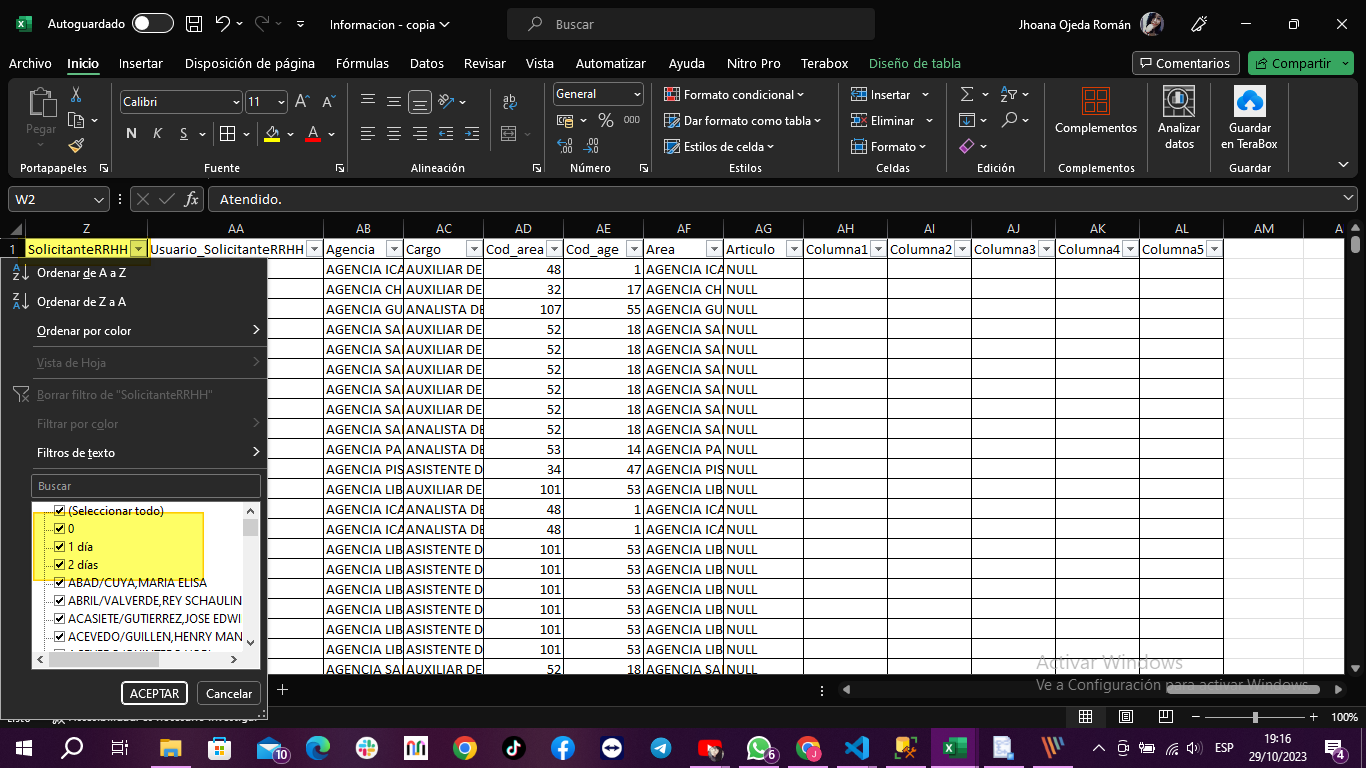 Autoguardado
Informacion - copia
Buscar
Jhoana Ojeda Román
Archivo Inicio Insertar Disposición de página Fórmulas Datos Revisar Vista Automatizar Ayuda Nitro Pro Terabox Diseño de tabla
Comentarios
Compartir
Pegar
Calibri 11
General
Formato condicional
Dar formato como tabla
Estilos de celda
Insertar
Eliminar
Formato
Complementos
Analizar datos
Guardar en TeraBox
N K S
% 000
Portapapeles Fuente Alineación Número Estilos Celdas Edición Complementos Guardar
W2 fx Atendido.
Z AA AB AC AD AE AF AG AH AI AJ AK AL AM A
1 SolicitanteRRHH Usuario_SolicitanteRRHH Agencia Cargo Cod_area Cod_age Area Articulo Columna1 Columna2 Columna3 Columna4 Columna5
AGENCIA ICA AUXILIAR DE 48 1 AGENCIA ICA NULL
AGENCIA CH AUXILIAR DE 32 17 AGENCIA CH NULL
AGENCIA GU ANALISTA DE 107 55 AGENCIA GU NULL
AGENCIA SA AUXILIAR DE 52 18 AGENCIA SA NULL
AGENCIA SA AUXILIAR DE 52 18 AGENCIA SA NULL
AGENCIA SA AUXILIAR DE 52 18 AGENCIA SA NULL
AGENCIA SA AUXILIAR DE 52 18 AGENCIA SA NULL
AGENCIA SA AUXILIAR DE 52 18 AGENCIA SA NULL
AGENCIA SA ANALISTA DE 52 18 AGENCIA SA NULL
AGENCIA PA ANALISTA DE 53 14 AGENCIA PA NULL
AGENCIA PIS ASISTENTE D 34 47 AGENCIA PIS NULL
AGENCIA LIB AUXILIAR DE 101 53 AGENCIA LIB NULL
AGENCIA ICA ANALISTA DE 48 1 AGENCIA ICA NULL
AGENCIA ICA ANALISTA DE 48 1 AGENCIA ICA NULL
AGENCIA LIB ASISTENTE D 101 53 AGENCIA LIB NULL
AGENCIA LIB ASISTENTE D 101 53 AGENCIA LIB NULL
AGENCIA LIB ASISTENTE D 101 53 AGENCIA LIB NULL
AGENCIA LIB ASISTENTE D 101 53 AGENCIA LIB NULL
AGENCIA LIB ASISTENTE D 101 53 AGENCIA LIB NULL
AGENCIA LIB ASISTENTE D 101 53 AGENCIA LIB NULL
AGENCIA SA AUXILIAR DE 52 18 AGENCIA SA NULL
Ordenar de A a Z
Ordenar de Z a A
Ordenar por color
Vista de Hoja
Borrar filtro de "SolicitanteRRHH"
Filtrar por color
Filtros de texto
Buscar
(Seleccionar todo)
0
1 día
2 días
ABAD/CUYA,MARIA ELISA
ABRIL/VALVERDE,REY SCHAULIN
ACASIETE/GUTIERREZ,JOSE EDWI
ACEVEDO/GUILLEN,HENRY MAN
ACEPTAR Cancelar
Activar Windows
Ve a Configuración para activar Windows.
100%
10
6
ESP
19:16
29/10/2023
4